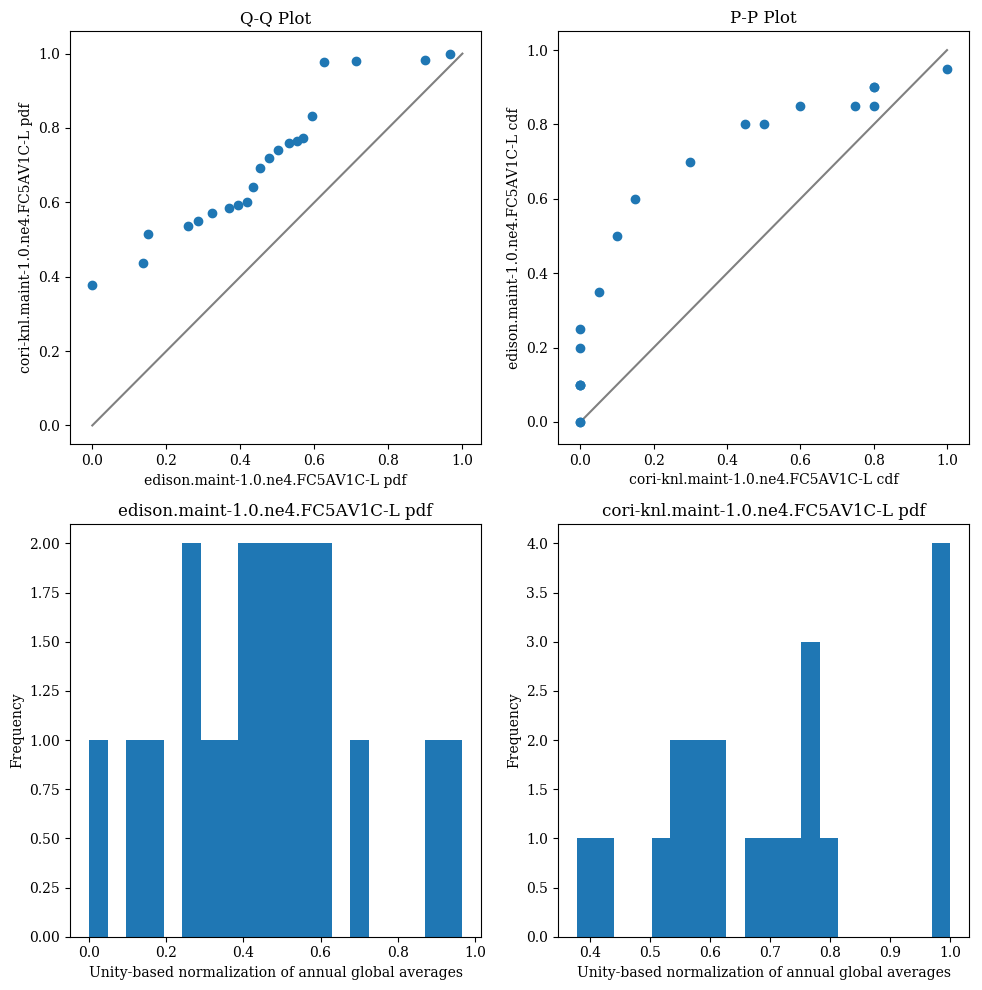 Q-Q Plot
1.0
0.8
0.6
0.4
0.2
0.0
cori-knl.maint-1.0.ne4.FC5AV1C-L pdf
0.0 0.2 0.4 0.6 0.8 1.0
edison.maint-1.0.ne4.FC5AV1C-L pdf
P-P Plot
1.0
0.8
0.6
0.4
0.2
0.0
edison.maint-1.0.ne4.FC5AV1C-L cdf
0.0 0.2 0.4 0.6 0.8 1.0
cori-knl.maint-1.0.ne4.FC5AV1C-L cdf
edison.maint-1.0.ne4.FC5AV1C-L pdf
2.00
1.75
1.50
1.25
1.00
0.75
0.50
0.25
0.00
Frequency
0.0 0.2 0.4 0.6 0.8 1.0
Unity-based normalization of annual global averages
cori-knl.maint-1.0.ne4.FC5AV1C-L pdf
4.0
3.5
3.0
2.5
2.0
1.5
1.0
0.5
0.0
Frequency
0.4 0.5 0.6 0.7 0.8 0.9 1.0
Unity-based normalization of annual global averages